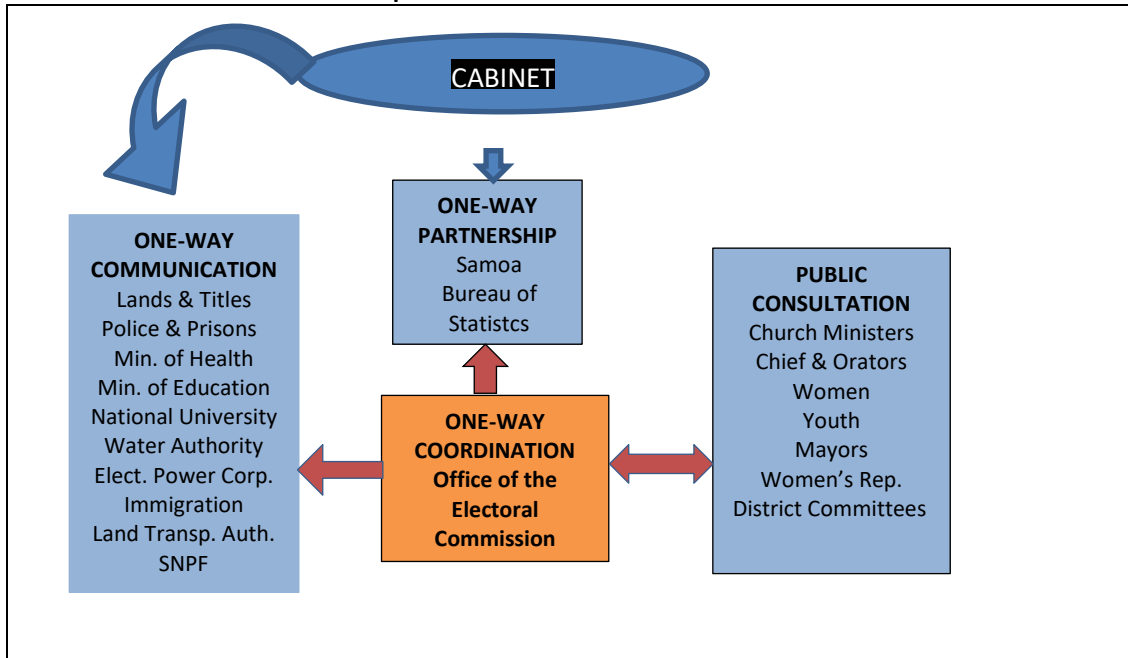 CABINET
ONE-WAY
COMMUNICATION
Lands & Titles
Police & Prisons
Min. of Health
Min. of Education
National University
Water Authority
Elect. Power Corp.
Immigration
Land Transp. Auth.
SNPF
ONE-WAY
PARTNERSHIP
Samoa
Bureau of
Statistcs
ONE-WAY
COORDINATION
Office of the
Electoral
Commission
PUBLIC
CONSULTATION
Church Ministers
Chief & Orators
Women
Youth
Mayors
Women’s Rep.
District Committees